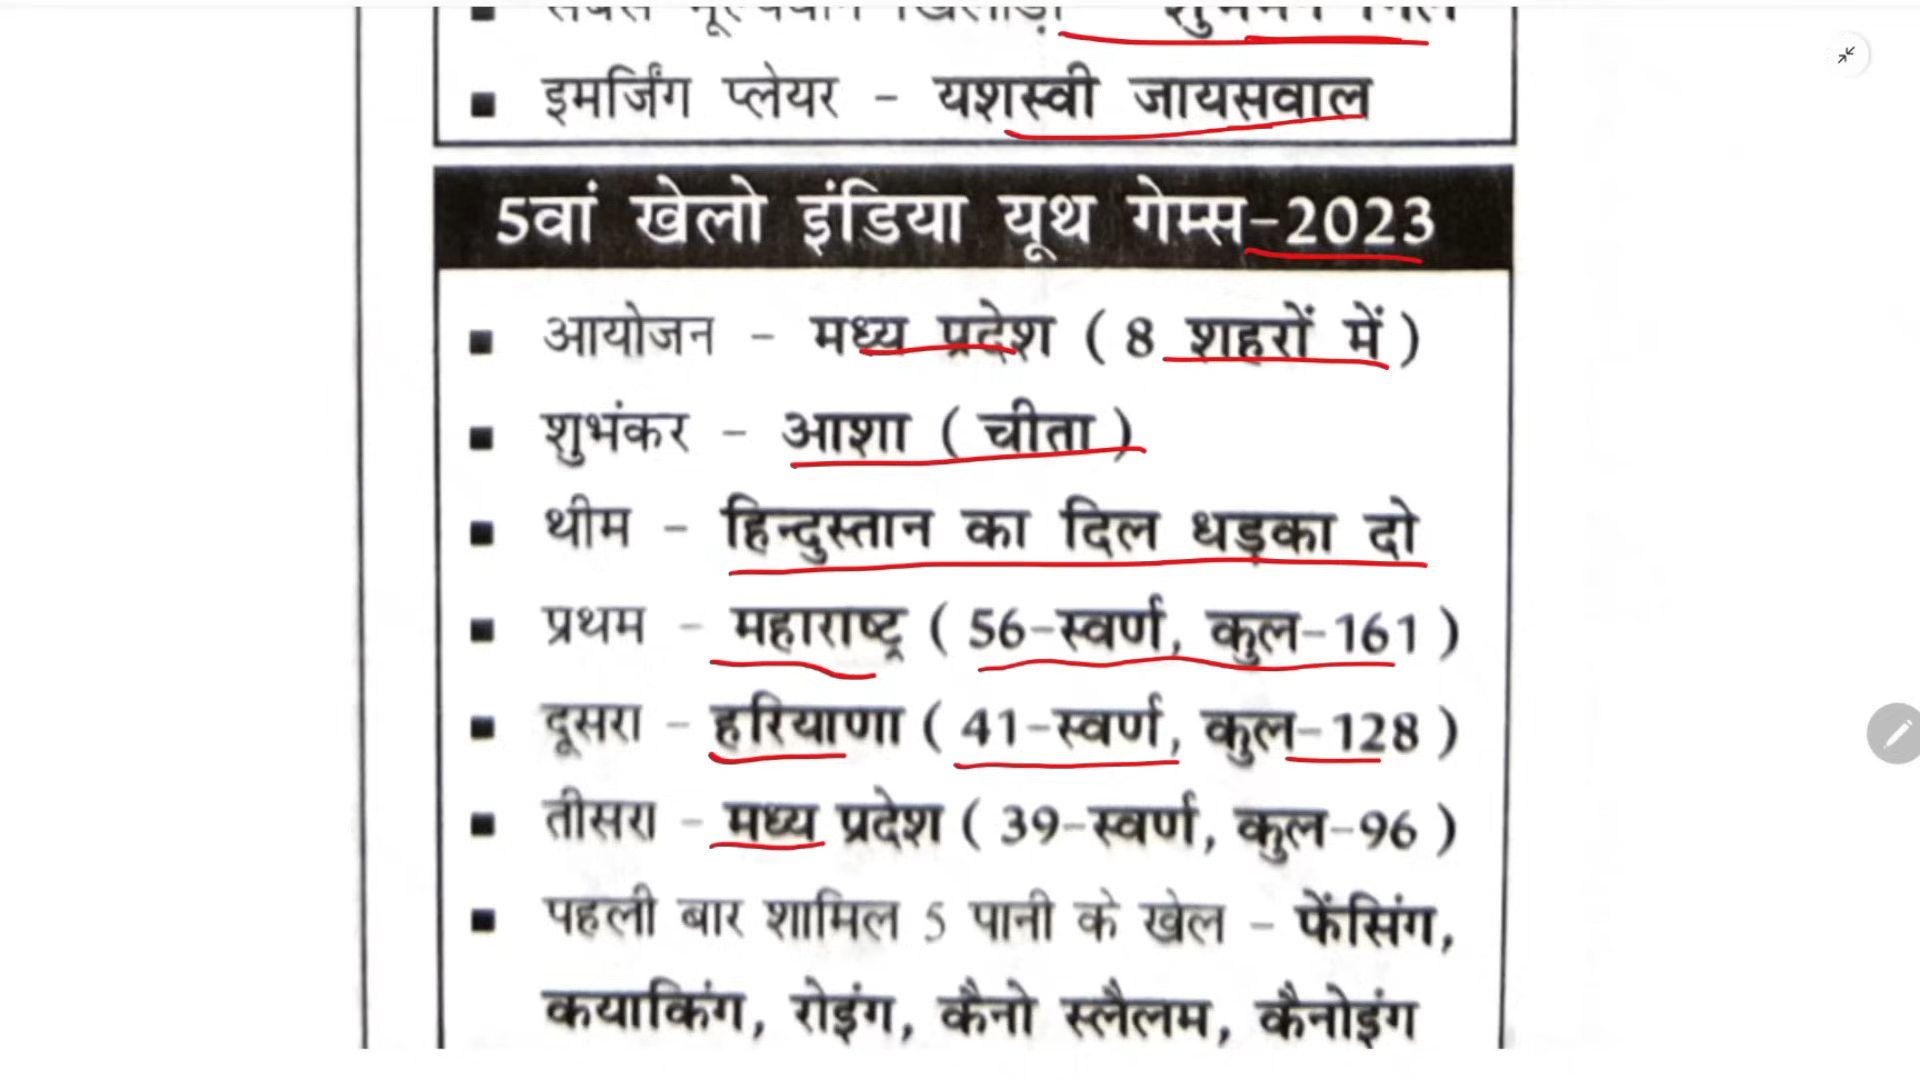 ■ इमर्जिंग प्लेयर - यशस्वी जायसवाल
5वां खेलो इंडिया यूथ गेम्स-2023
■ आयोजन - मध्य प्रदेश ( 8 शहरों में )
■ शुभंकर - आशा ( चीता )
■ थीम - हिन्दुस्तान का दिल धड़का दो
■ प्रथम - महाराष्ट्र ( 56-स्वर्ण, कुल-161 )
■ दूसरा - हरियाणा ( 41-स्वर्ण, कुल-128 )
■ तीसरा - मध्य प्रदेश ( 39-स्वर्ण, कुल-96 )
■ पहली बार शामिल 5 पानी के खेल - फेंसिंग,
कयाकिंग, रोइंग, कैनो स्लैलम, कैनोइंग